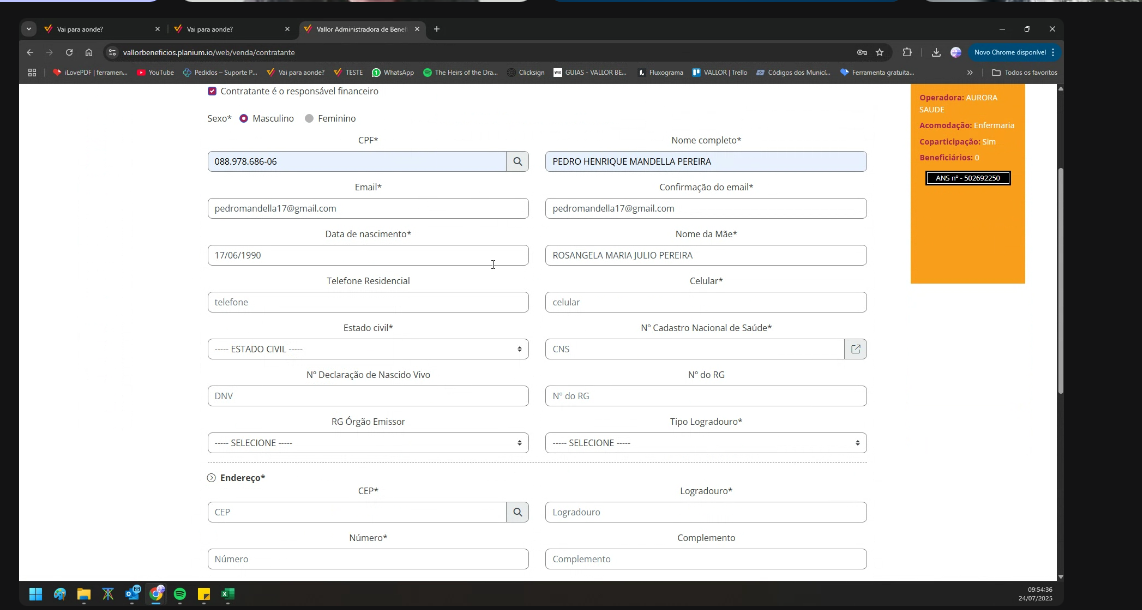 Vai para aonde?
Vai para aonde?
Vallor Administradora de Benef
vallorbeneficios.planium.io/web/venda/contratante
Novo Chrome disponível
iLovePDF | ferramen...
YouTube
Pedidos – Suporte P...
Vai para aonde?
TESTE
WhatsApp
The Heirs of the Dra...
Clicksign
GUIAS - VALLOR BE...
Fluxograma
VALLOR | Trello
Códigos dos Munici...
Ferramenta gratuita...
»
Todos os favoritos
Contratante é o responsável financeiro
Sexo* Masculino Feminino
CPF*
Nome completo*
088.978.686-06
PEDRO HENRIQUE MANDELLA PEREIRA
Email*
Confirmação do email*
pedromandella17@gmail.com
pedromandella17@gmail.com
Data de nascimento*
Nome da Mãe*
17/06/1990
ROSANGELA MARIA JULIO PEREIRA
Telefone Residencial
Celular*
telefone
celular
Estado civil*
Nº Cadastro Nacional de Saúde*
----- ESTADO CIVIL -----
CNS
Nº Declaração de Nascido Vivo
Nº do RG
DNV
Nº do RG
RG Órgão Emissor
Tipo Logradouro*
----- SELECIONE -----
----- SELECIONE -----
Endereço*
CEP*
Logradouro*
CEP
Logradouro
Número*
Complemento
Número
Complemento
Operadora: AURORA
SAUDE
Acomodação: Enfermaria
Coparticipação: Sim
Beneficiários: 0
ANS nº - 502692250
09:54:36
24/07/2025